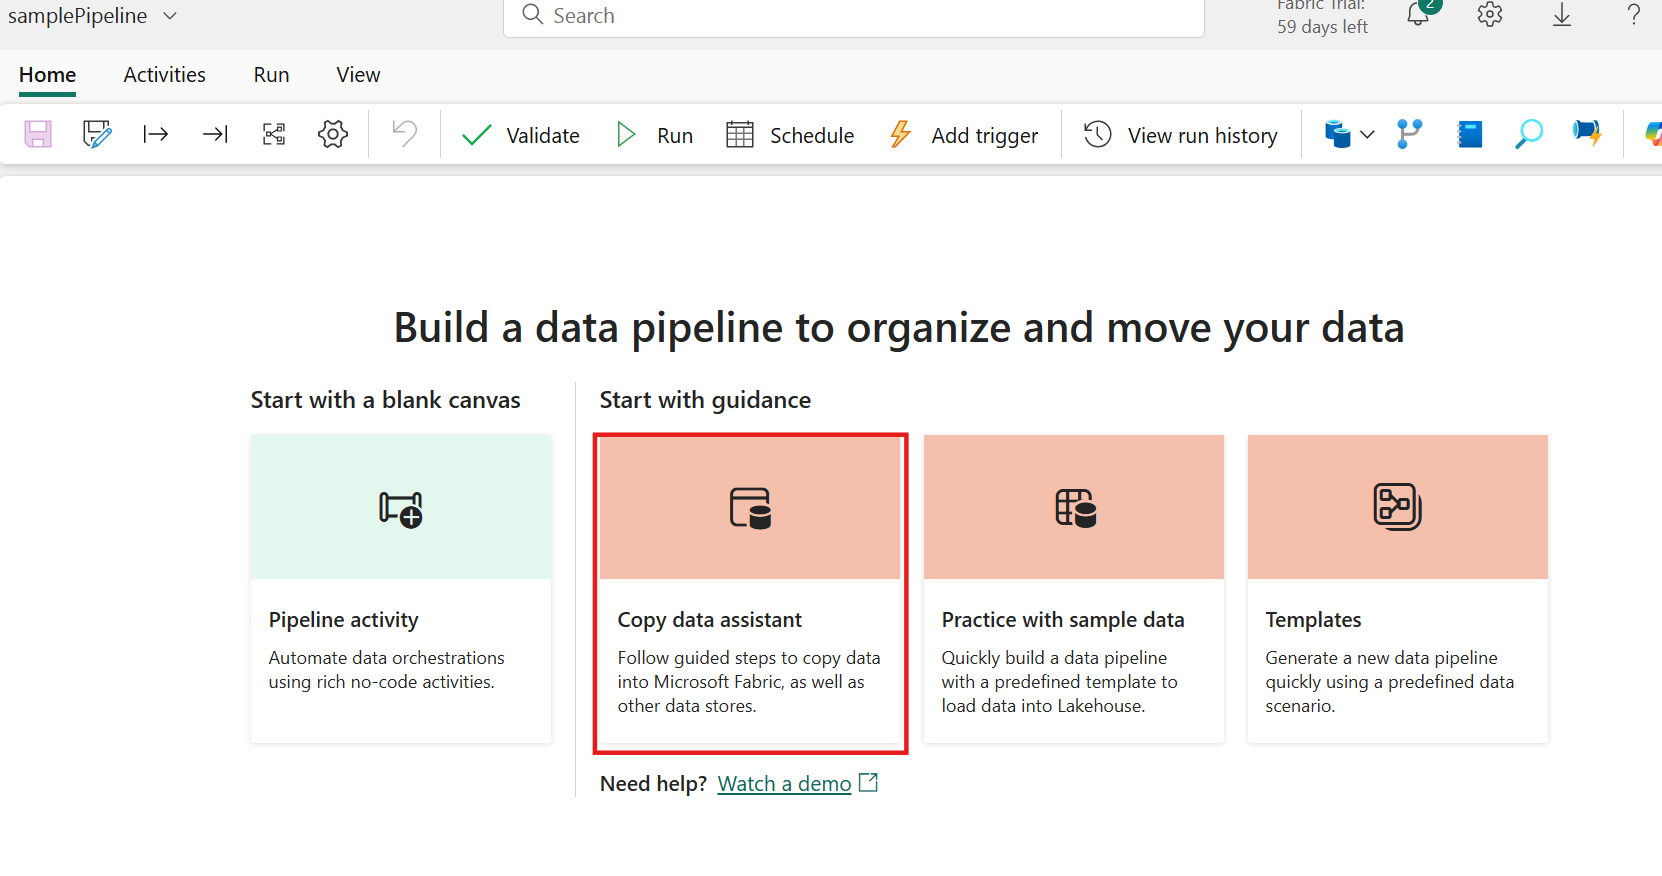 samplePipeline
Search
Fabric Trial:
59 days left
2
?
Home Activities Run View
Validate Run Schedule Add trigger View run history
Build a data pipeline to organize and move your data
Start with a blank canvas
Start with guidance
Pipeline activity
Automate data orchestrations
using rich no-code activities.
Copy data assistant
Follow guided steps to copy data
into Microsoft Fabric, as well as
other data stores.
Practice with sample data
Quickly build a data pipeline
with a predefined template to
load data into Lakehouse.
Templates
Generate a new data pipeline
quickly using a predefined data
scenario.
Need help? Watch a demo